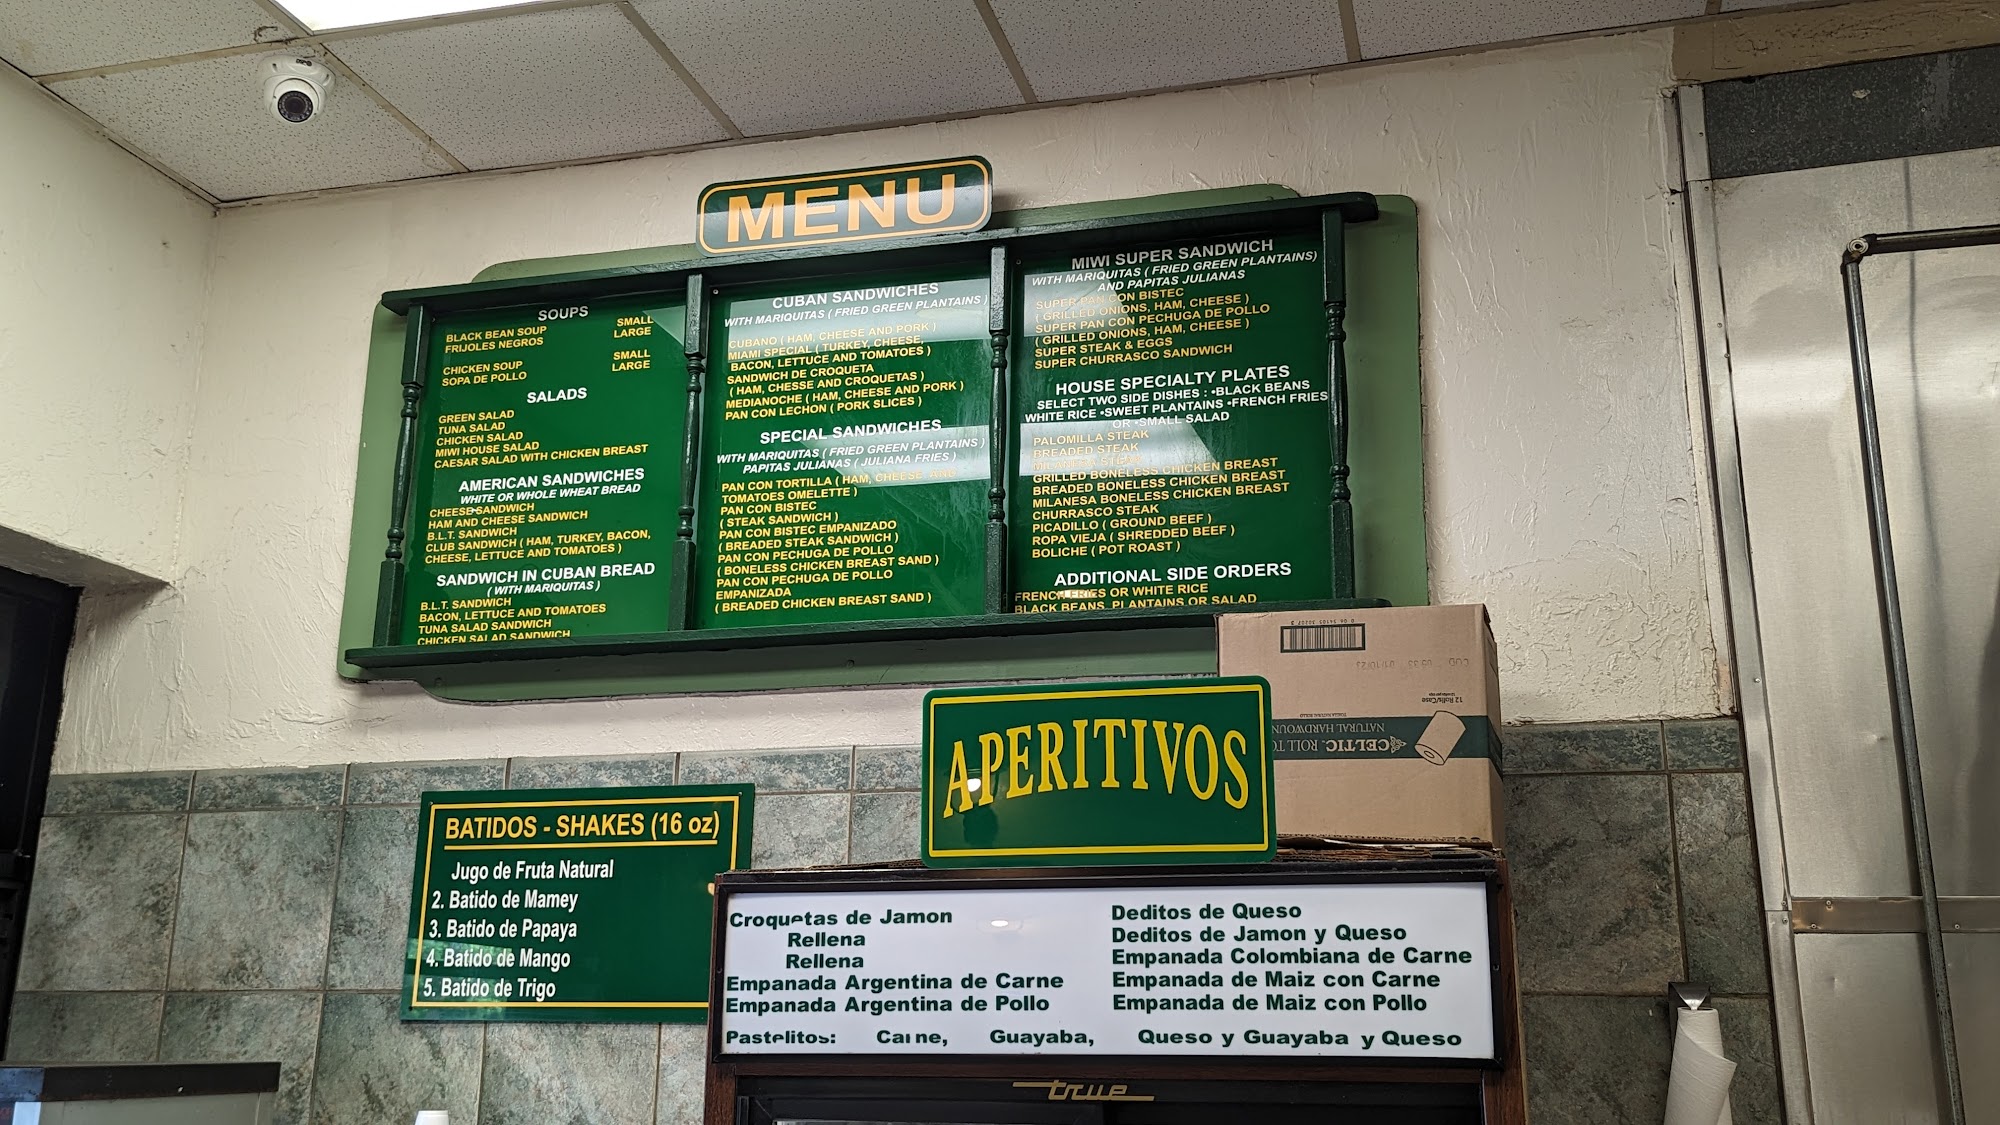 MENU
SOUPS
BLACK BEAN SOUP SMALL
FRIJOLES NEGROS LARGE
CHICKEN SOUP SMALL
SOPA DE POLLO LARGE
SALADS
GREEN SALAD
TUNA SALAD
CHICKEN SALAD
MIWI HOUSE SALAD
CAESAR SALAD WITH CHICKEN BREAST
AMERICAN SANDWICHES
WHITE OR WHOLE WHEAT BREAD
CHEESE SANDWICH
HAM AND CHEESE SANDWICH
B.L.T. SANDWICH
CLUB SANDWICH ( HAM, TURKEY, BACON,
CHEESE, LETTUCE AND TOMATOES )
SANDWICH IN CUBAN BREAD
( WITH MARIQUITAS )
B.L.T. SANDWICH
BACON, LETTUCE AND TOMATOES
TUNA SALAD SANDWICH
CHICKEN SALAD SANDWICH
CUBAN SANDWICHES
WITH MARIQUITAS ( FRIED GREEN PLANTAINS )
CUBANO ( HAM, CHEESE AND PORK )
MIAMI SPECIAL ( TURKEY, CHEESE,
BACON, LETTUCE AND TOMATOES )
SANDWICH DE CROQUETA
( HAM, CHESSE AND CROQUETAS )
MEDIANOCHE ( HAM, CHEESE AND PORK )
PAN CON LECHON ( PORK SLICES )
SPECIAL SANDWICHES
WITH MARIQUITAS ( FRIED GREEN PLANTAINS )
PAPITAS JULIANAS ( JULIANA FRIES )
PAN CON TORTILLA ( HAM, CHEESE AND
TOMATOES OMELETTE )
PAN CON BISTEC
( STEAK SANDWICH )
PAN CON BISTEC EMPANIZADO
( BREADED STEAK SANDWICH )
PAN CON PECHUGA DE POLLO
( BONELESS CHICKEN BREAST SAND )
PAN CON PECHUGA DE POLLO
EMPANIZADA
( BREADED CHICKEN BREAST SAND )
MIWI SUPER SANDWICH
WITH MARIQUITAS ( FRIED GREEN PLANTAINS)
AND PAPITAS JULIANAS
SUPER PAN CON BISTEC
( GRILLED ONIONS, HAM, CHEESE )
SUPER PAN CON PECHUGA DE POLLO
( GRILLED ONIONS, HAM, CHEESE )
SUPER STEAK & EGGS
SUPER CHURRASCO SANDWICH
HOUSE SPECIALTY PLATES
SELECT TWO SIDE DISHES : •BLACK BEANS
WHITE RICE •SWEET PLANTAINS •FRENCH FRIES
OR •SMALL SALAD
PALOMILLA STEAK
BREADED STEAK
MILANESA STEAK
GRILLED BONELESS CHICKEN BREAST
BREADED BONELESS CHICKEN BREAST
MILANESA BONELESS CHICKEN BREAST
CHURRASCO STEAK
PICADILLO ( GROUND BEEF )
ROPA VIEJA ( SHREDDED BEEF )
BOLICHE ( POT ROAST )
ADDITIONAL SIDE ORDERS
FRENCH FRIES OR WHITE RICE
BLACK BEANS, PLANTAINS OR SALAD
12 Rolls/Case
NATURAL HARDWOUN
CELTIC. ROLL TO
APERITIVOS
BATIDOS - SHAKES (16 oz)
Jugo de Fruta Natural
2. Batido de Mamey
3. Batido de Papaya
4. Batido de Mango
5. Batido de Trigo
Croquetas de Jamon
Rellena
Rellena
Empanada Argentina de Carne
Empanada Argentina de Pollo
Deditos de Queso
Deditos de Jamon y Queso
Empanada Colombiana de Carne
Empanada de Maiz con Carne
Empanada de Maiz con Pollo
Pastelitos: Carne, Guayaba, Queso y Guayaba y Queso
true